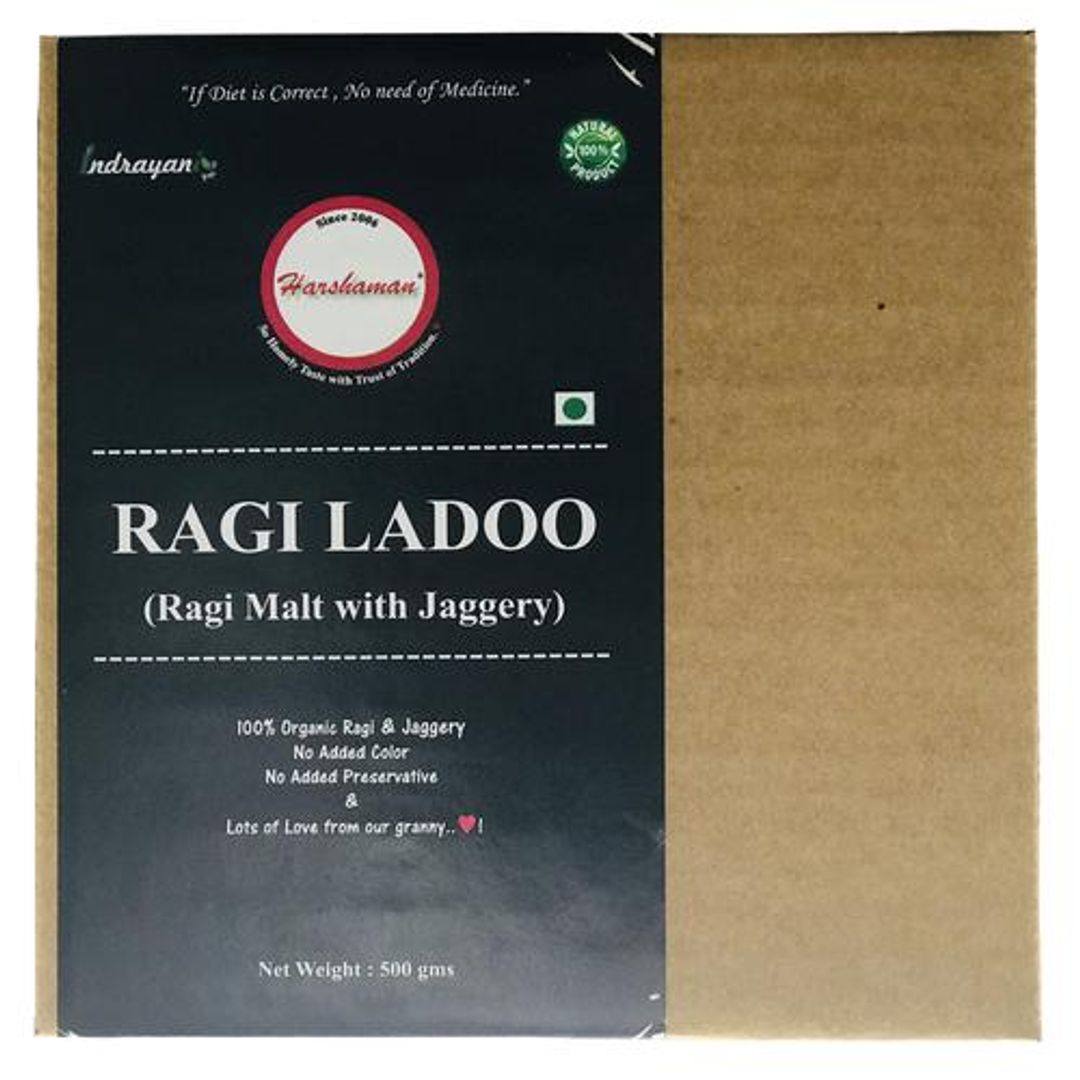 "If Diet is Correct , No need of Medicine."
Indrayani
NATURAL
100%
PRODUCT
Since 2006
Harshaman
So Homely Taste with Trust of Tradition.
RAGI LADOO
(Ragi Malt with Jaggery)
100% Organic Ragi & Jaggery
No Added Color
No Added Preservative
&
Lots of Love from our granny..❤!
Net Weight : 500 gms